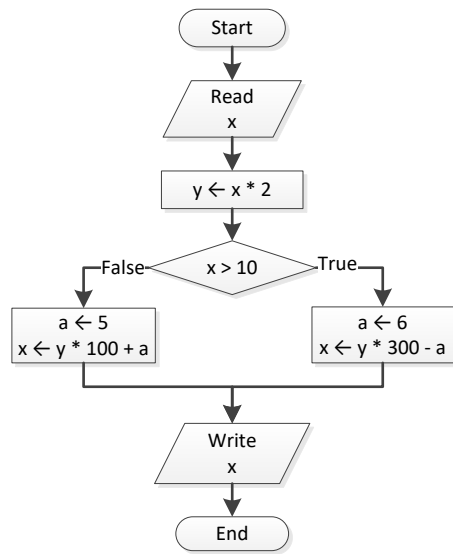 Start
Read
x
y ← x * 2
x > 10
False
True
a ← 5
x ← y * 100 + a
a ← 6
x ← y * 300 - a
Write
x
End